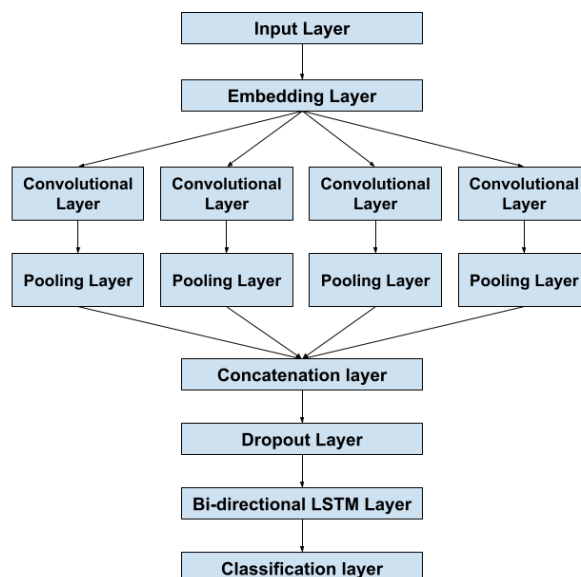 Input Layer
Embedding Layer
Convolutional
Layer
Convolutional
Layer
Convolutional
Layer
Convolutional
Layer
Pooling Layer
Pooling Layer
Pooling Layer
Pooling Layer
Concatenation layer
Dropout Layer
Bi-directional LSTM Layer
Classification layer